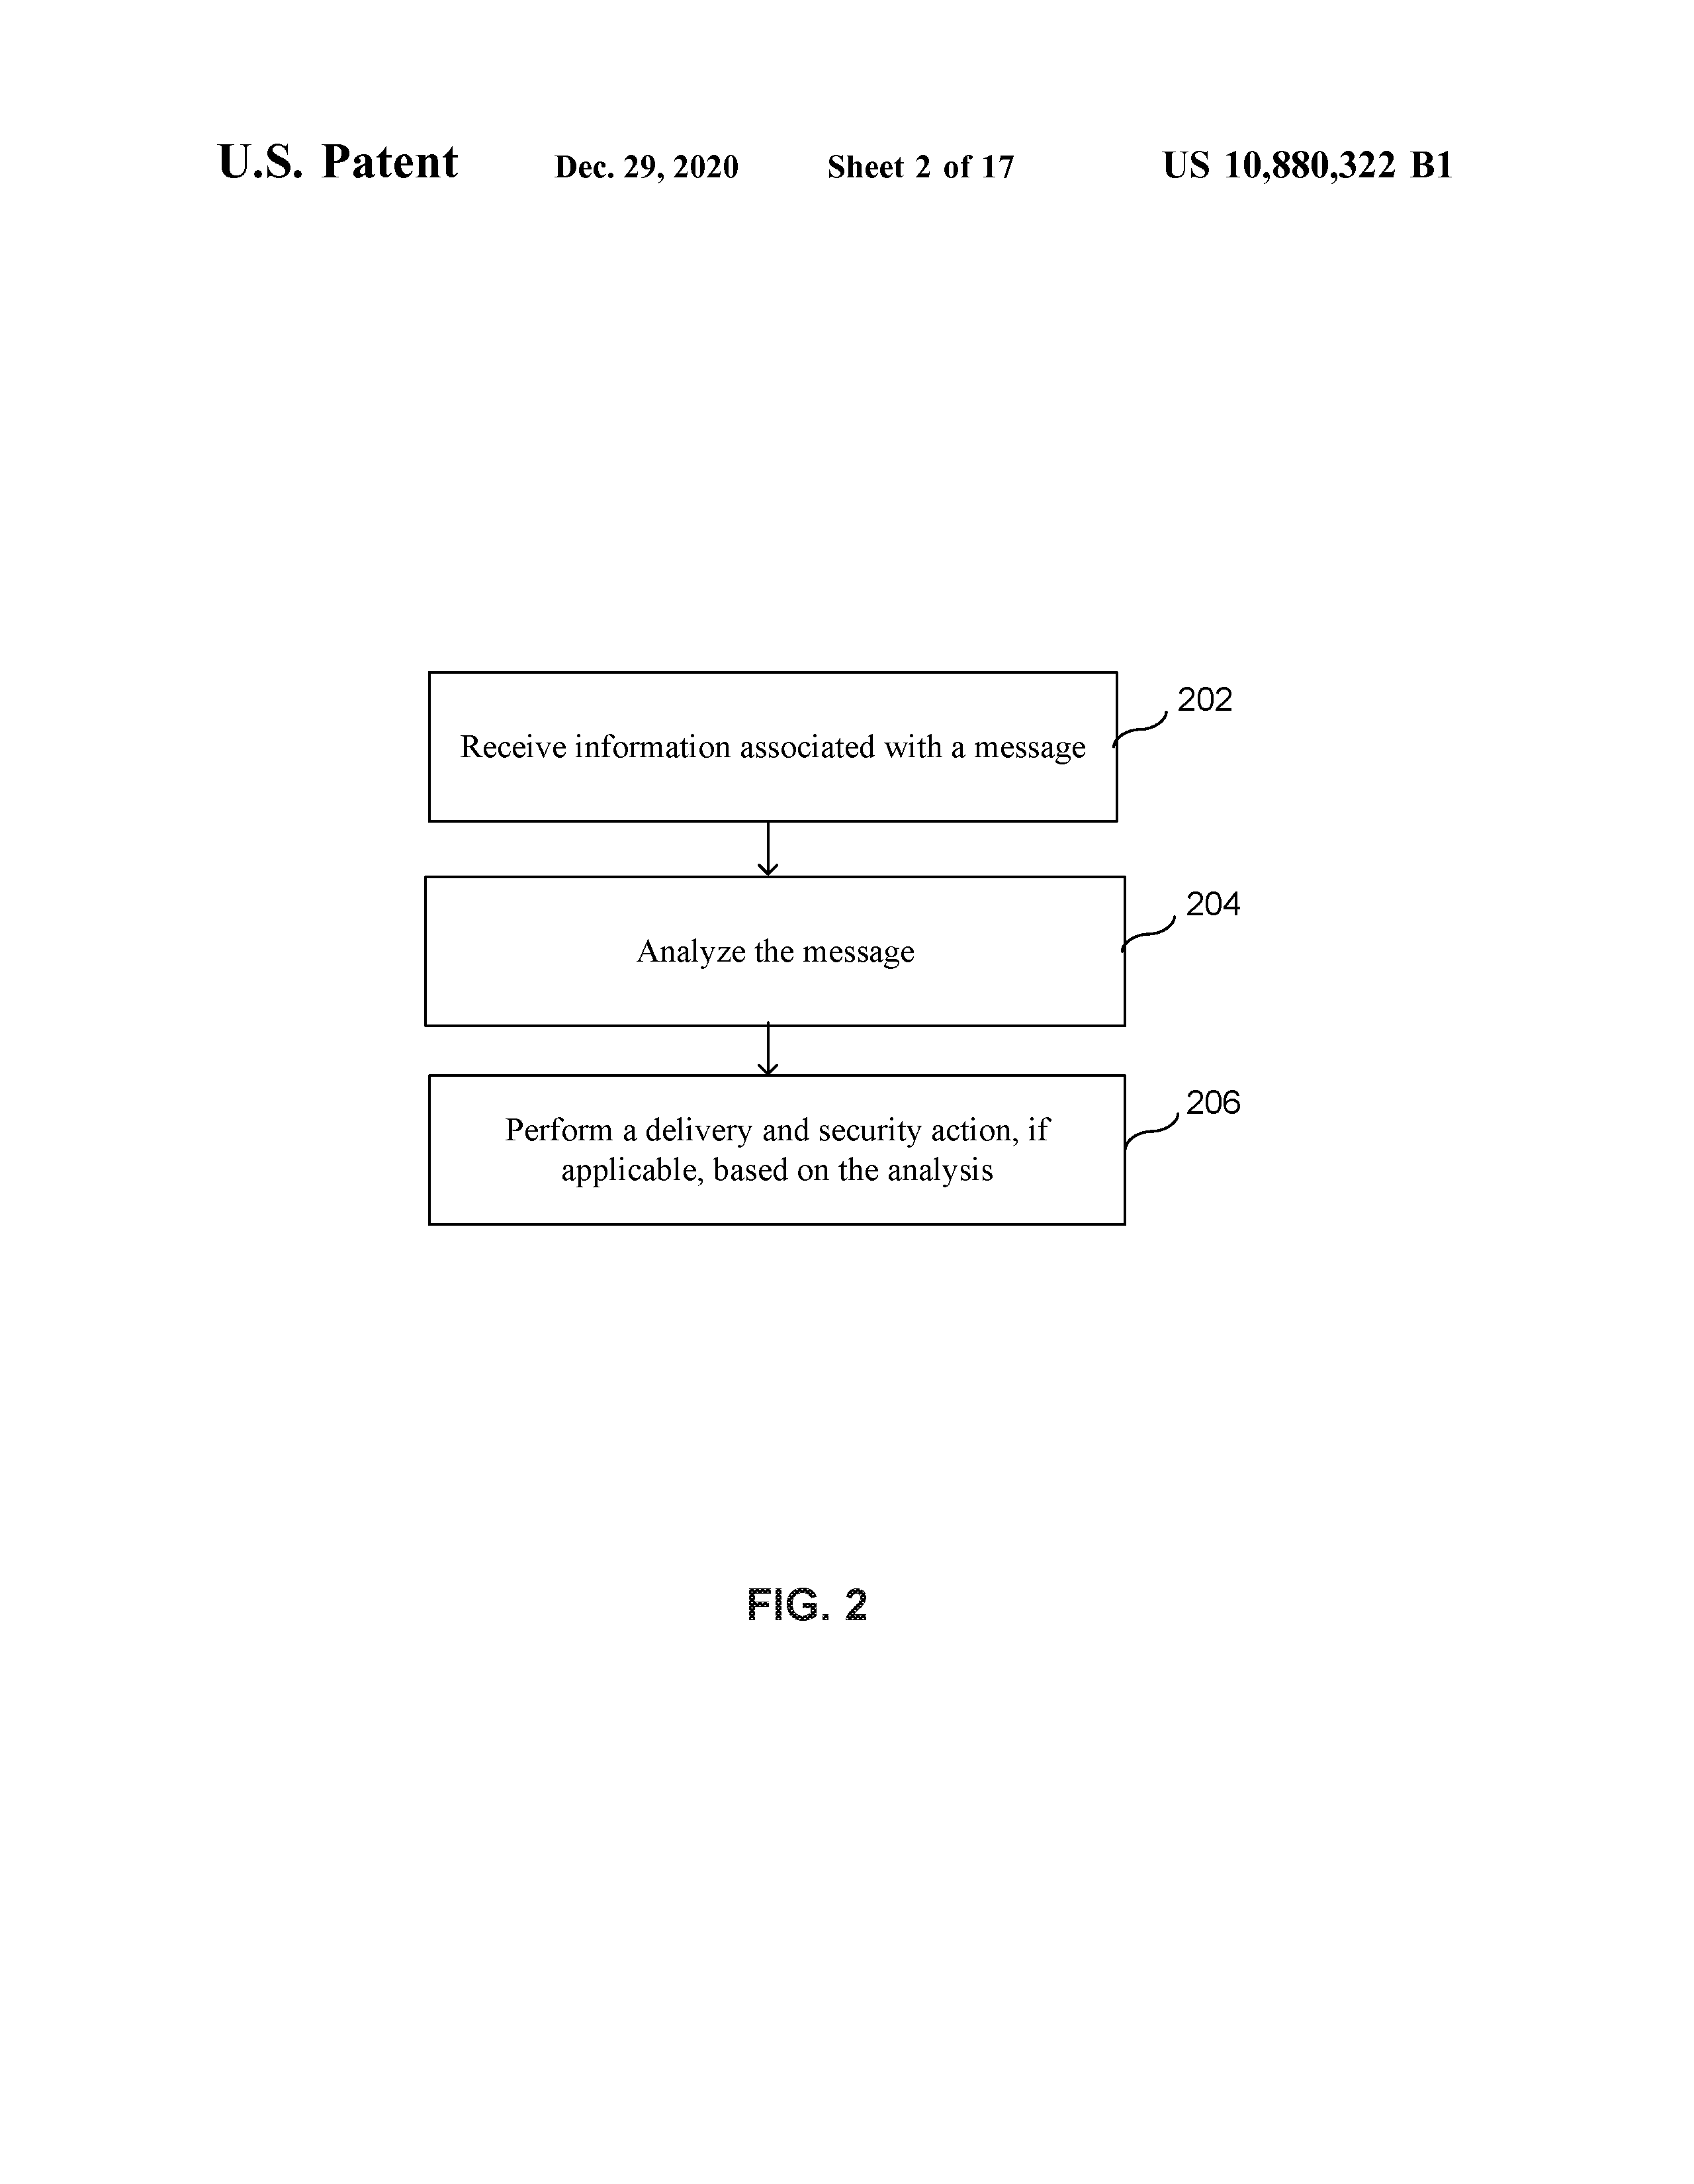 U.S. Patent Dec. 29, 2020 Sheet 2 of 17 US 10,880,322 B1
202
Receive information associated with a message
204
Analyze the message
206
Perform a delivery and security action, if
applicable, based on the analysis
FIG. 2